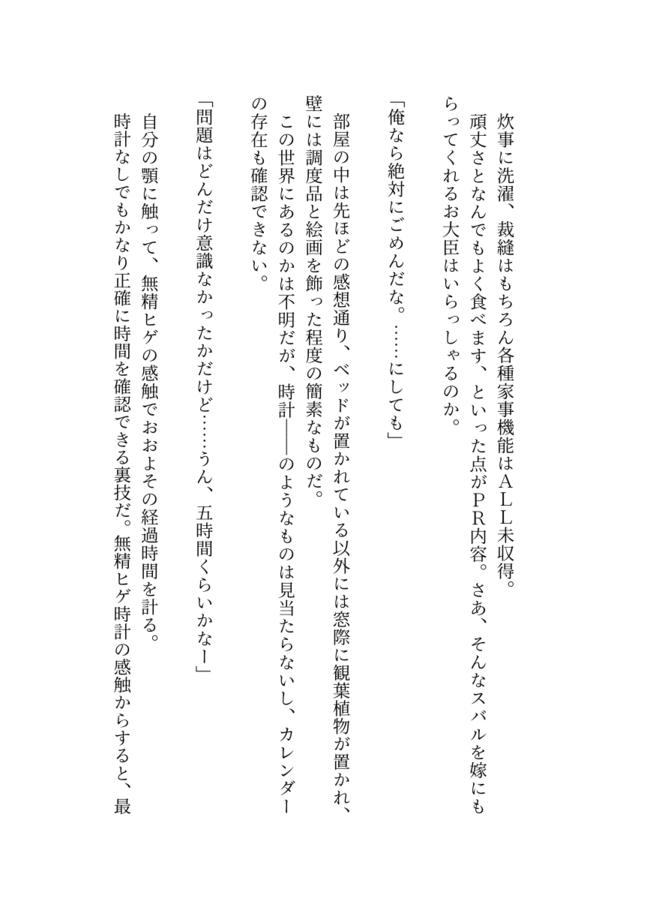 炊事に洗濯、裁縫はもちろん各種家事機能はＡＬＬ未収得。
頑丈さとなんでもよく食べます、といった点がＰＲ内容。さあ、そんなスバルを嫁にも
らってくれるお大臣はいらっしゃるのか。
「俺なら絶対にごめんだな。……にしても」
部屋の中は先ほどの感想通り、ベッドが置かれている以外には窓際に観葉植物が置かれ、
壁には調度品と絵画を飾った程度の簡素なものだ。
この世界にあるのかは不明だが、時計――のようなものは見当たらないし、カレンダー
の存在も確認できない。
「問題はどんだけ意識なかったかだけど……うん、五時間くらいかなー」
自分の顎に触って、無精ヒゲの感触でおおよその経過時間を計る。
時計なしでもかなり正確に時間を確認できる裏技だ。無精ヒゲ時計の感触からすると、最